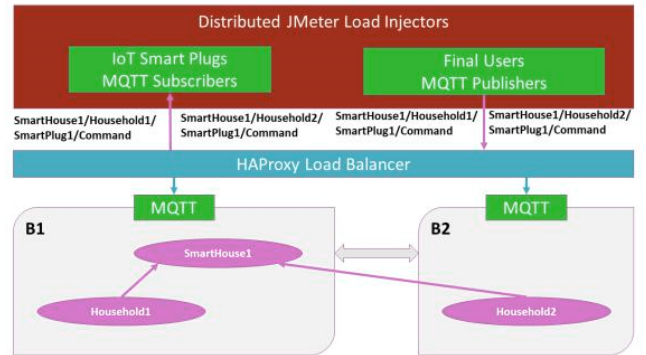 Distributed JMeter Load Injectors
IoT Smart Plugs
MQTT Subscribers
Final Users
MQTT Publishers
SmartHouse1/Household1/
SmartPlug1/Command
SmartHouse1/Household2/
SmartPlug1/Command
SmartHouse1/Household1/
SmartPlug1/Command
SmartHouse1/Household2/
SmartPlug1/Command
HAProxy Load Balancer
MQTT
MQTT
B1
B2
SmartHouse1
Household1
Household2